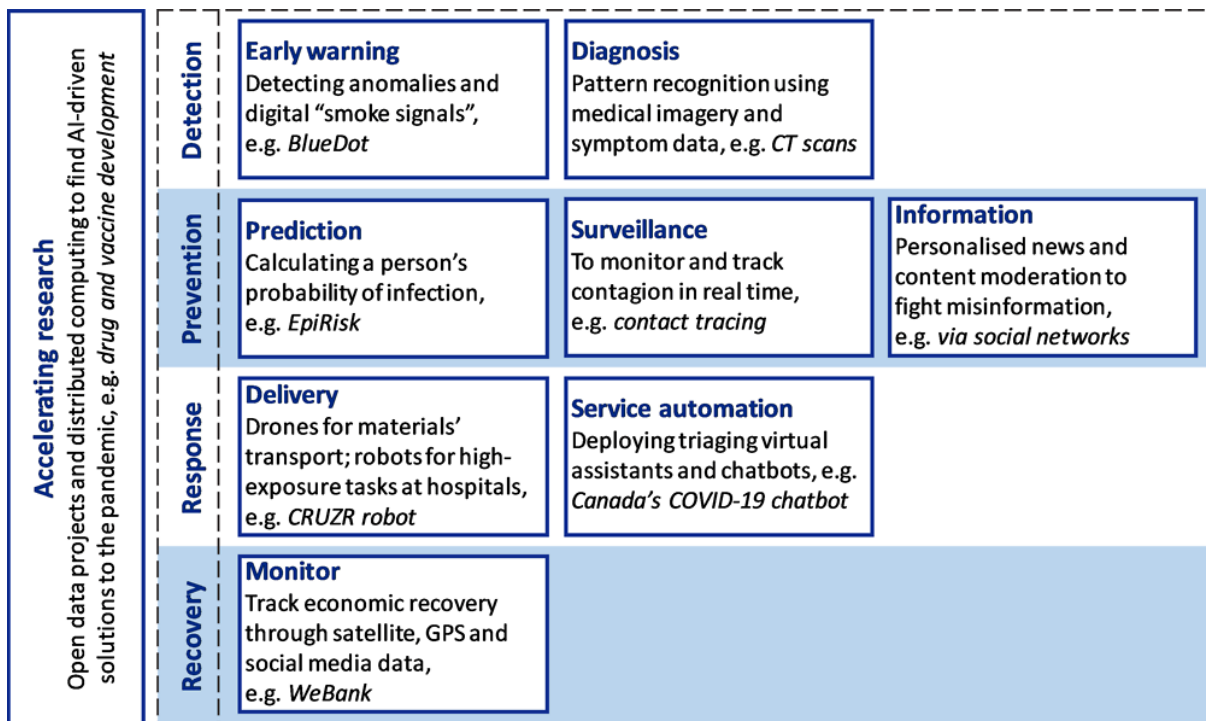 Accelerating research
Open data projects and distributed computing to find AI-driven
solutions to the pandemic, e.g. drug and vaccine development
Detection
Early warning
Detecting anomalies and
digital “smoke signals”,
e.g. BlueDot
Diagnosis
Pattern recognition using
medical imagery and
symptom data, e.g. CT scans
Prevention
Prediction
Calculating a person’s
probability of infection,
e.g. EpiRisk
Surveillance
To monitor and track
contagion in real time,
e.g. contact tracing
Information
Personalised news and
content moderation to
fight misinformation,
e.g. via social networks
Response
Delivery
Drones for materials’
transport; robots for high-
exposure tasks at hospitals,
e.g. CRUZR robot
Service automation
Deploying triaging virtual
assistants and chatbots, e.g.
Canada’s COVID-19 chatbot
Recovery
Monitor
Track economic recovery
through satellite, GPS and
social media data,
e.g. WeBank